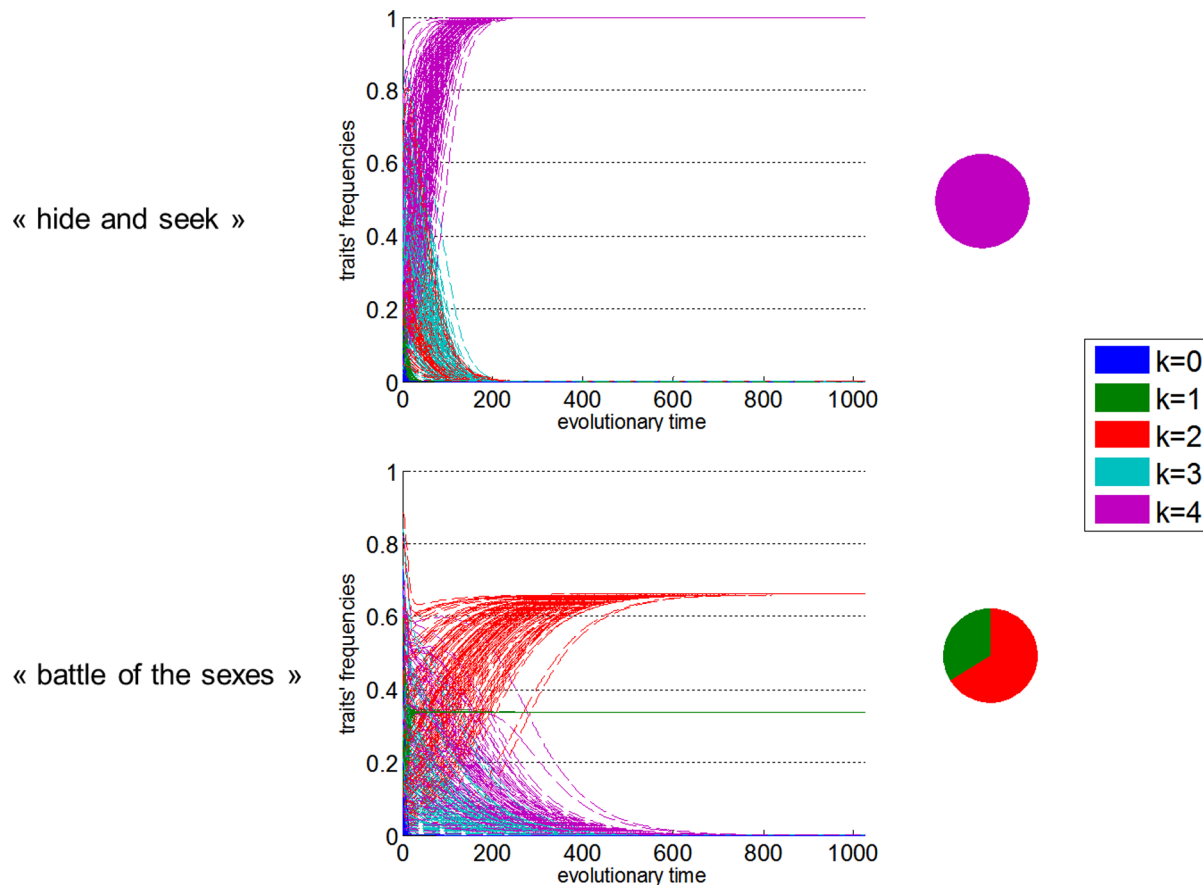 « hide and seek »
traits' frequencies
1
0.8
0.6
0.4
0.2
0
0 200 400 600 800 1000
evolutionary time
k=0
k=1
k=2
k=3
k=4
« battle of the sexes »
traits' frequencies
1
0.8
0.6
0.4
0.2
0
0 200 400 600 800 1000
evolutionary time